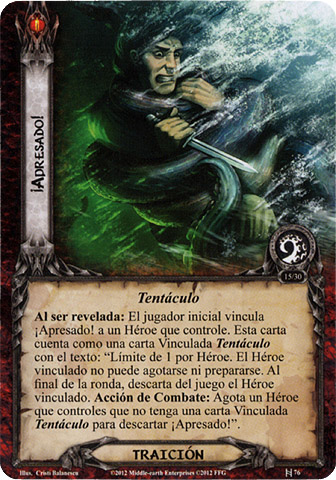 ¡APRESADO!
15/30
Tentáculo
Al ser revelada: El jugador inicial vincula
¡Apresado! a un Héroe que controle. Esta carta
cuenta como una carta Vinculada Tentáculo
con el texto: “Límite de 1 por Héroe. El Héroe
vinculado no puede agotarse ni prepararse. Al
final de la ronda, descarta del juego el Héroe
vinculado. Acción de Combate: Agota un Héroe
que controles que no tenga una carta Vinculada
Tentáculo para descartar ¡Apresado!”.
TRAICIÓN
Illus. Cristi Balanescu
©2012 Middle-earth Enterprises ©2012 FFG
76